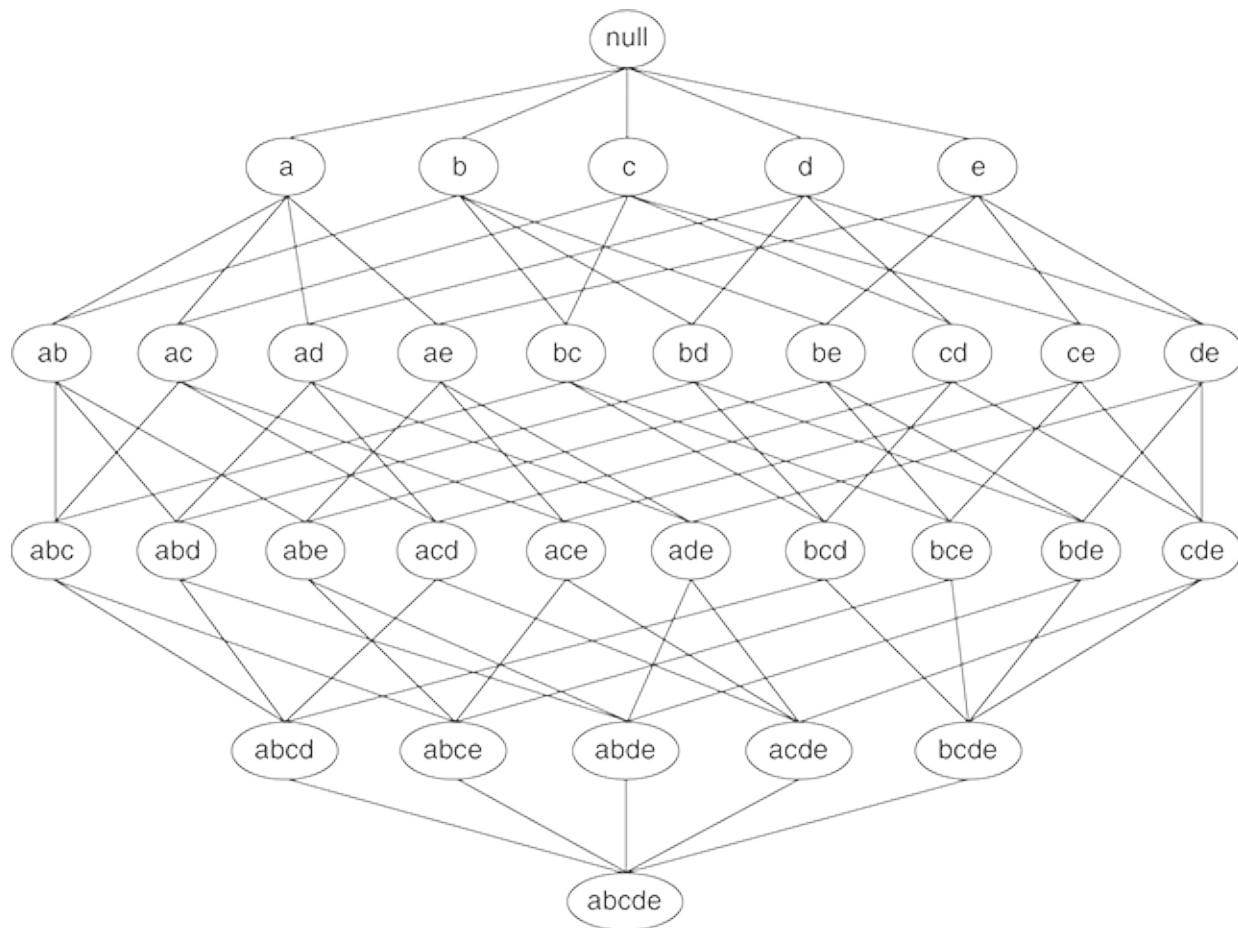 null
a b c d e
ab ac ad ae bc bd be cd ce de
abc abd abe acd ace ade bcd bce bde cde
abcd abce abde acde bcde
abcde